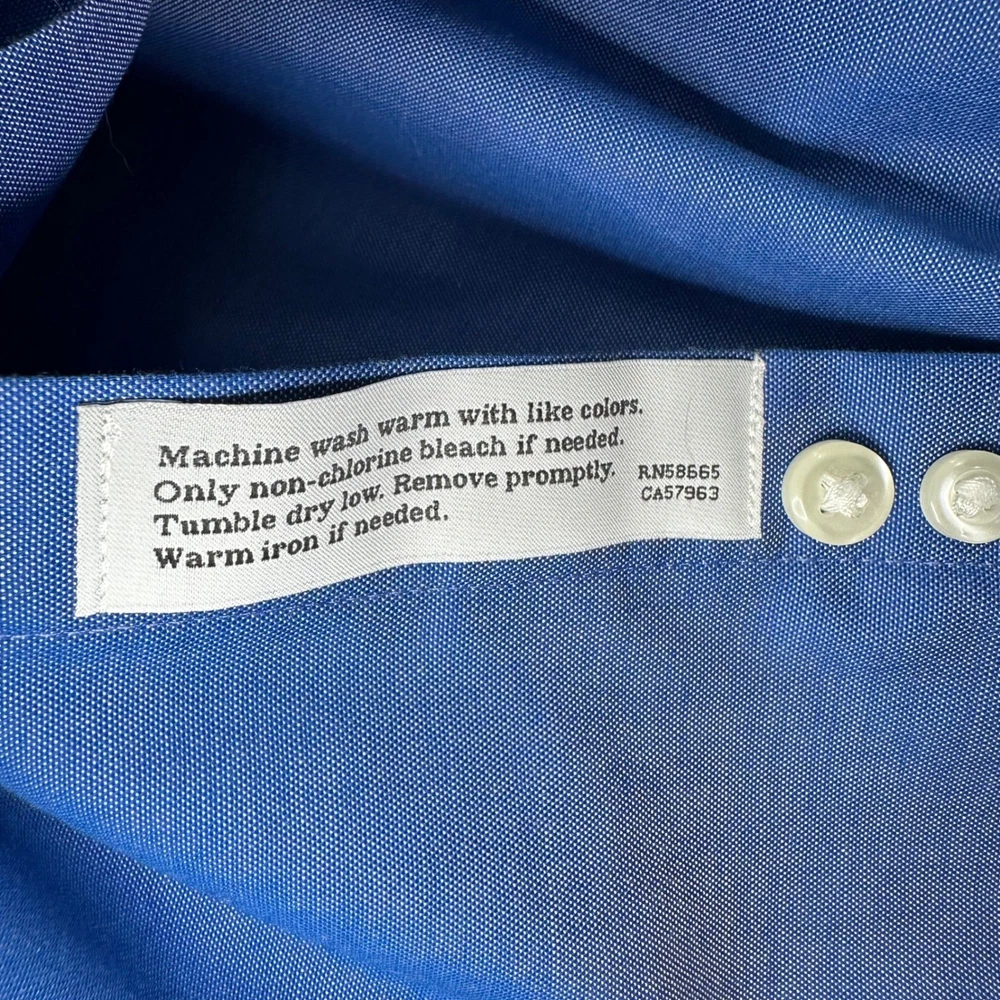 Machine wash warm with like colors.
Only non-chlorine bleach if needed.
Tumble dry low. Remove promptly.
Warm iron if needed.
RN58665
CA57963